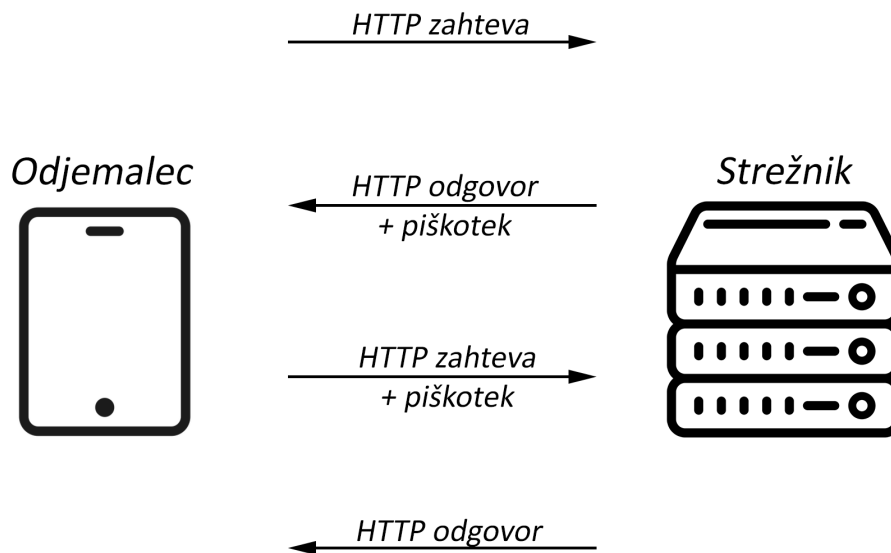 HTTP zahteva
Odjemalec
HTTP odgovor
+ piškotek
Strežnik
HTTP zahteva
+ piškotek
HTTP odgovor